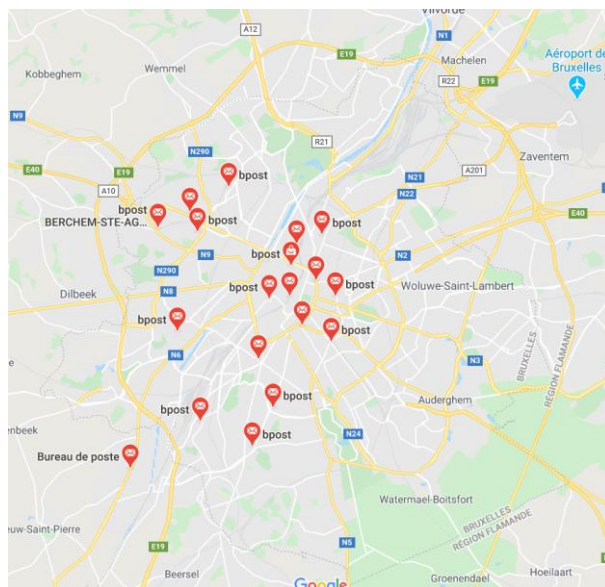 Vilvorde
A12
N1
E19
Machelen
Aéroport de
Bruxelles
Wemmel
Kobbeghem
R22
E19
N9
R21
Zaventem
N290
E40
E19
N21
A201
bpost
A10
N22
bpost
BERCHEM-STE-AG...
bpost
bpost
E40
N9
bpost
N2
N290
N8
bpost
bpost
Woluwe-Saint-Lambert
Dilbeek
bpost
bpost
N6
N3
BRUXELLES
RÉGION FLAMANDE
bpost
Auderghem
bpost
bpost
N24
Bureau de poste
Watermael-Boitsfort
BRUXELLES
RÉGION FLAMANDE
N5
E19
Beersel
Google
Groenendael
Hoeilaart